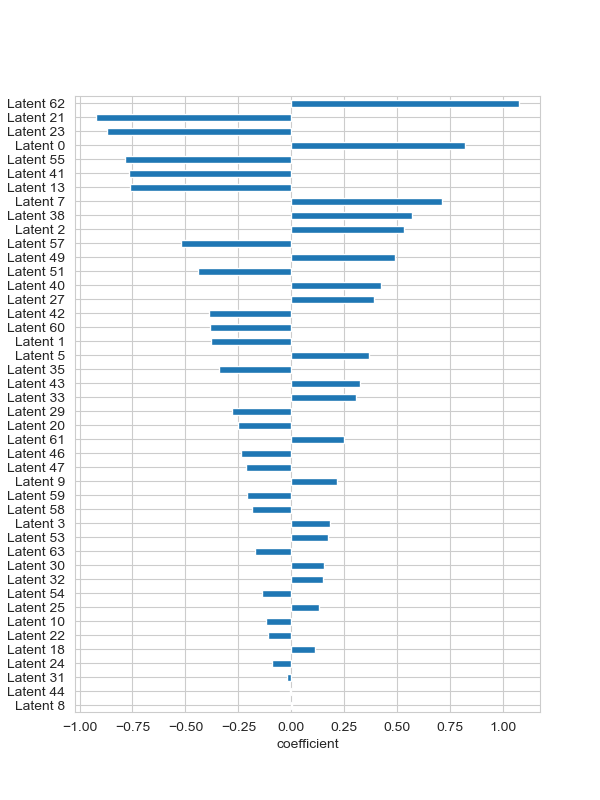 Latent 62
Latent 21
Latent 23
Latent 0
Latent 55
Latent 41
Latent 13
Latent 7
Latent 38
Latent 2
Latent 57
Latent 49
Latent 51
Latent 40
Latent 27
Latent 42
Latent 60
Latent 1
Latent 5
Latent 35
Latent 43
Latent 33
Latent 29
Latent 20
Latent 61
Latent 46
Latent 47
Latent 9
Latent 59
Latent 58
Latent 3
Latent 53
Latent 63
Latent 30
Latent 32
Latent 54
Latent 25
Latent 10
Latent 22
Latent 18
Latent 24
Latent 31
Latent 44
Latent 8
−1.00 −0.75 −0.50 −0.25 0.00 0.25 0.50 0.75 1.00
coefficient